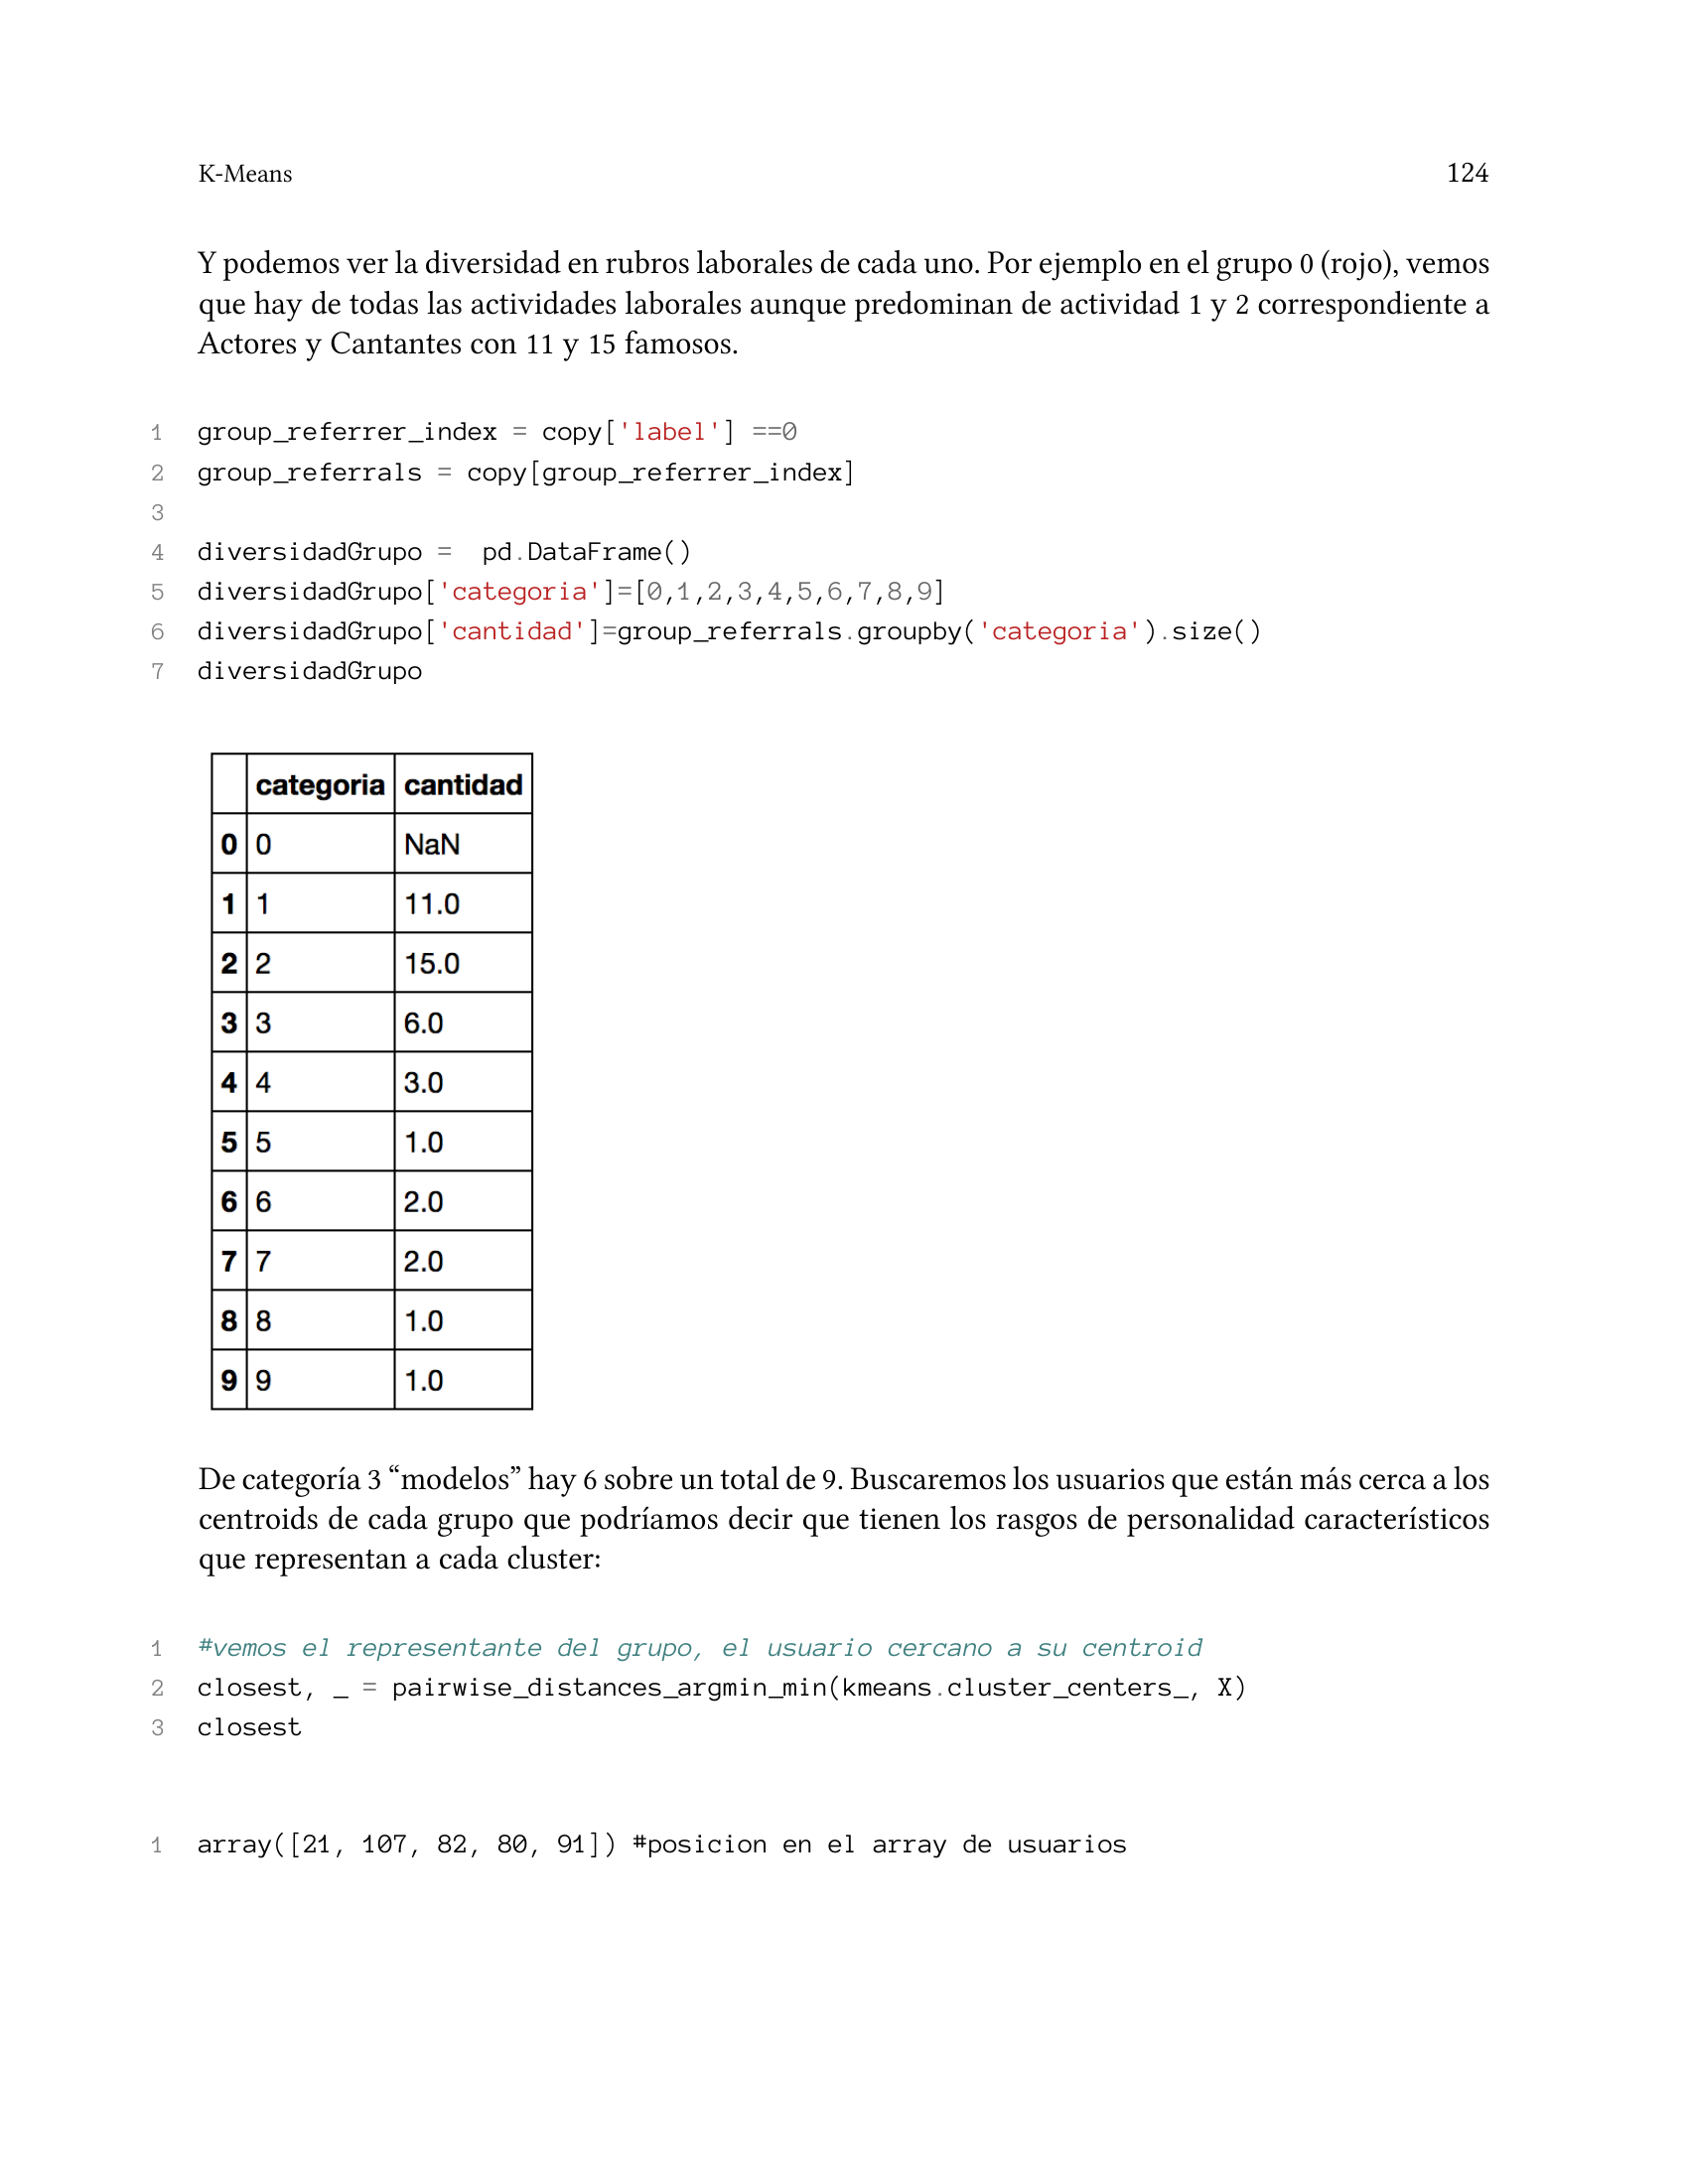 K-Means 124
Y podemos ver la diversidad en rubros laborales de cada uno. Por ejemplo en el grupo 0 (rojo), vemos
que hay de todas las actividades laborales aunque predominan de actividad 1 y 2 correspondiente a
Actores y Cantantes con 11 y 15 famosos.
1 group_referrer_index = copy['label'] ==0
2 group_referrals = copy[group_referrer_index]
3
4 diversidadGrupo =  pd.DataFrame()
5 diversidadGrupo['categoria']=[0,1,2,3,4,5,6,7,8,9]
6 diversidadGrupo['cantidad']=group_referrals.groupby('categoria').size()
7 diversidadGrupo
categoria cantidad
0 0 NaN
1 1 11.0
2 2 15.0
3 3 6.0
4 4 3.0
5 5 1.0
6 6 2.0
7 7 2.0
8 8 1.0
9 9 1.0
De categoría 3 “modelos” hay 6 sobre un total de 9. Buscaremos los usuarios que están más cerca a los
centroids de cada grupo que podríamos decir que tienen los rasgos de personalidad característicos
que representan a cada cluster:
1 #vemos el representante del grupo, el usuario cercano a su centroid
2 closest, _ = pairwise_distances_argmin_min(kmeans.cluster_centers_, X)
3 closest
1 array([21, 107, 82, 80, 91]) #posicion en el array de usuarios